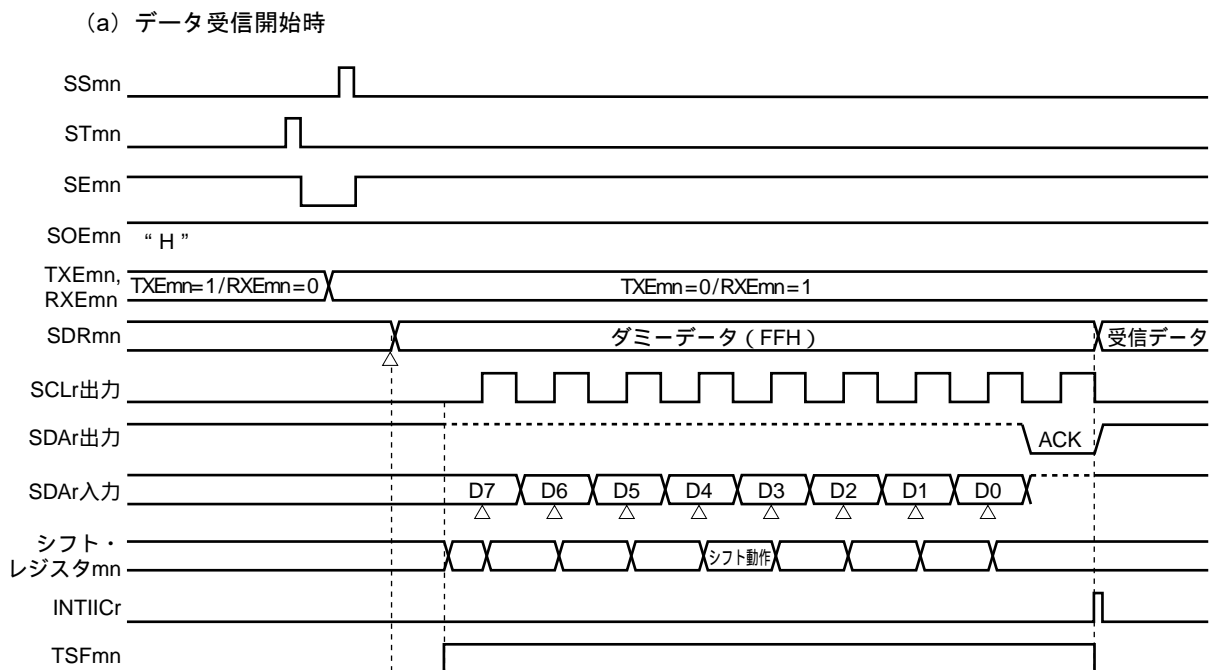 （a）データ受信開始時
SSmn
STmn
SEmn
SOEmn “ H ”
TXEmn,
RXEmn
TXEmn=1/RXEmn=0 TXEmn=0/RXEmn=1
SDRmn ダミーデータ（FFH） 受信データ
SCLr出力
SDAr出力 ACK
SDAr入力 D7 D6 D5 D4 D3 D2 D1 D0
シフト・
レジスタmn
シフト動作
INTIICr
TSFmn